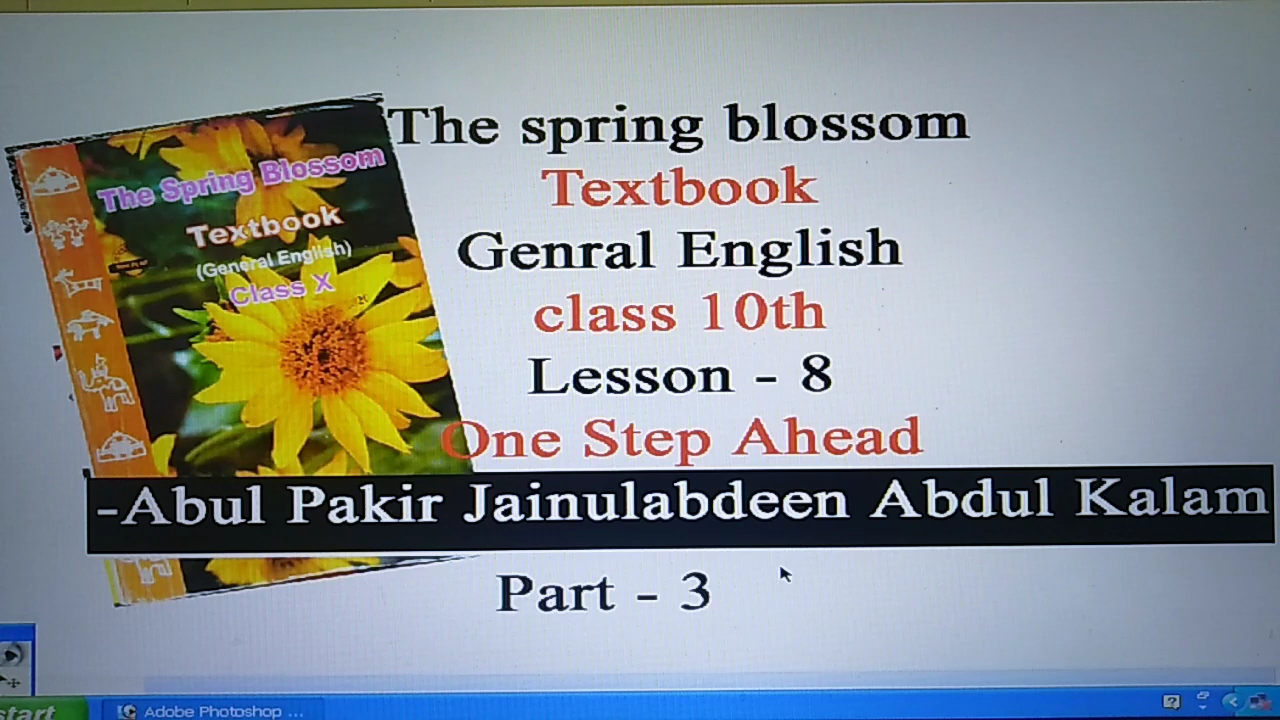 The spring blossom
Textbook
Genral English
class 10th
Lesson - 8
One Step Ahead
-Abul Pakir Jainulabdeen Abdul Kalam
Part - 3
The Spring Blossom
Textbook
(General English)
Class X
start
Adobe Photoshop ...